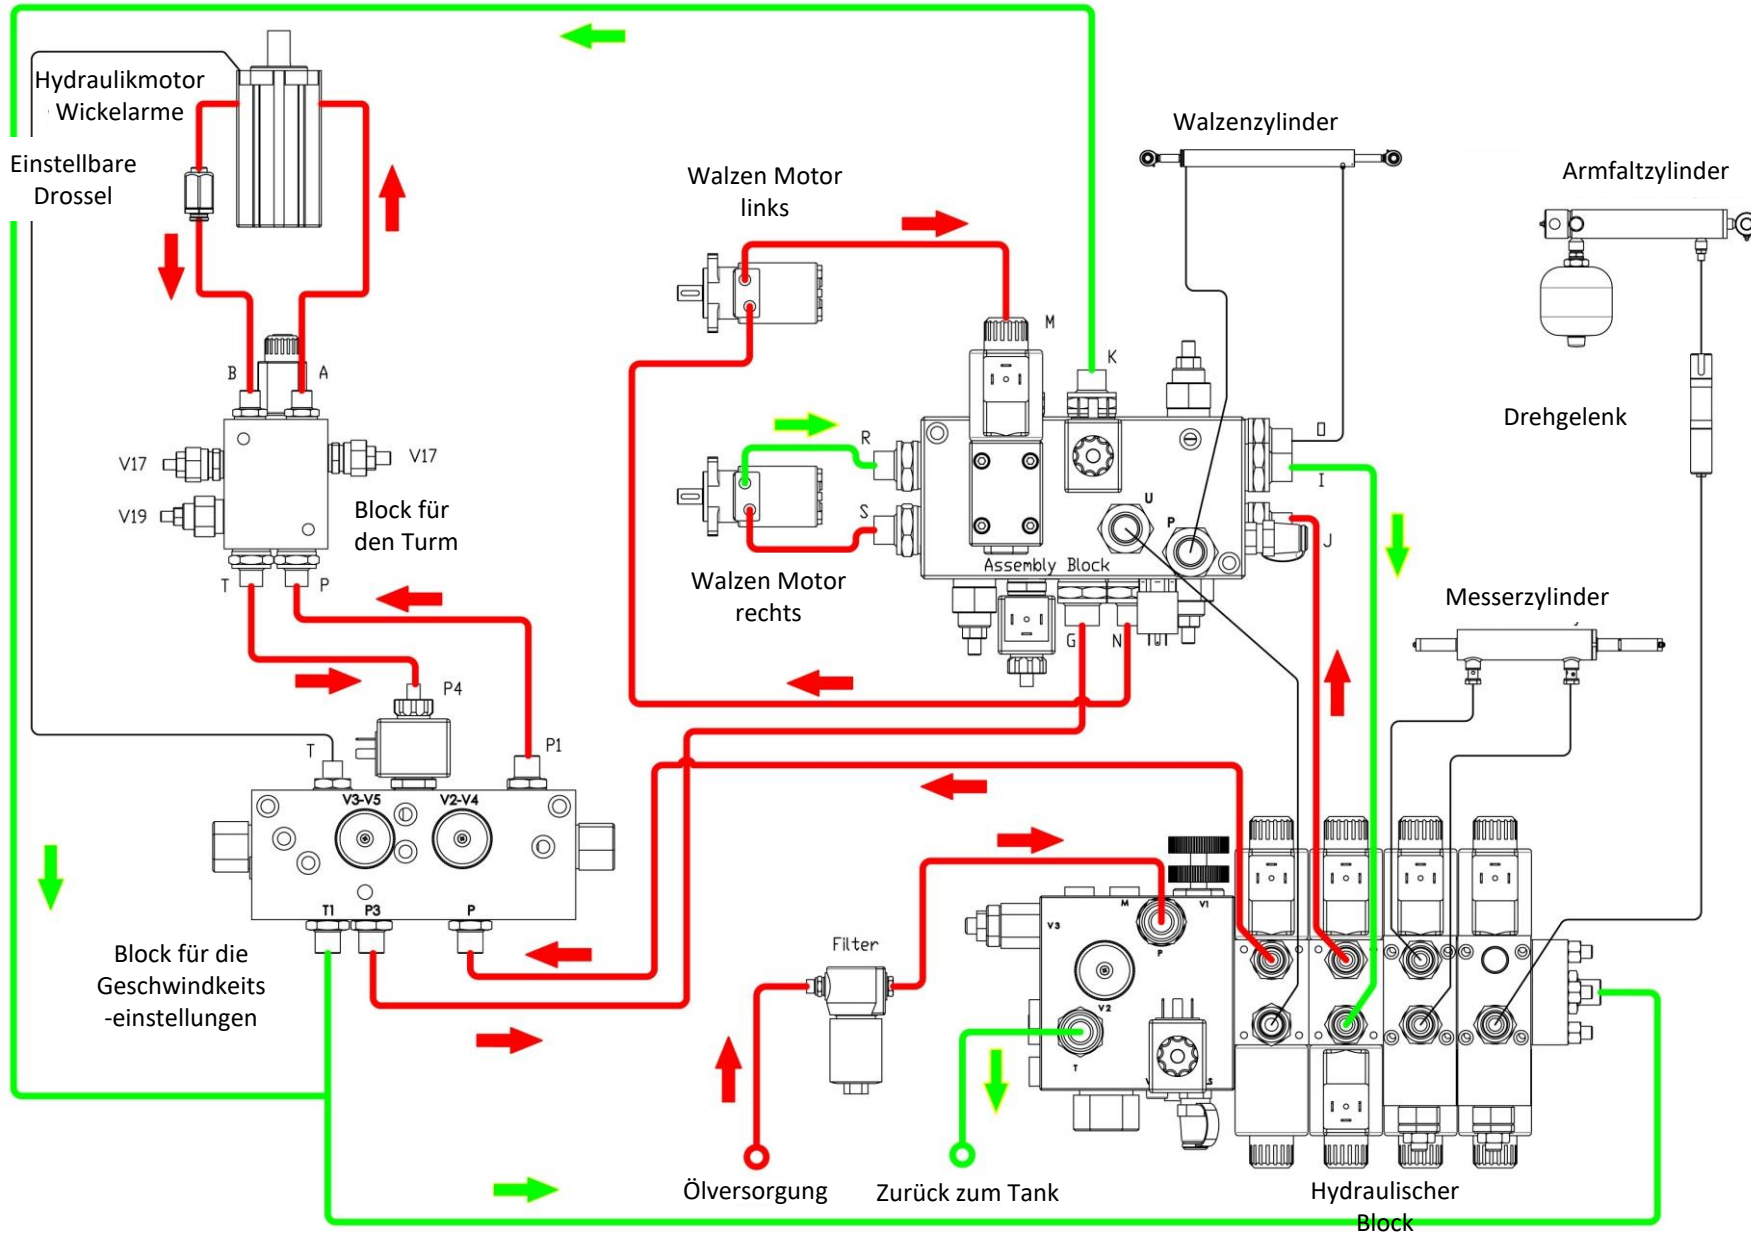 Hydraulikmotor
Wickelarme
Einstellbare
Drossel
Walzen Motor
links
Walzenzylinder
Armfaltzylinder
Drehgelenk
B
A
M
K
R
S
O
I
J
U
P
V17
V17
V19
Block für
den Turm
Assembly Block
T
P
G
N
Walzen Motor
rechts
Messerzylinder
P4
T
P1
V3-V5
V2-V4
T1
P3
P
Block für die
Geschwindkeits
-einstellungen
Filter
M
V1
V3
P
V2
T
Ölversorgung
Zurück zum Tank
Hydraulischer
Block